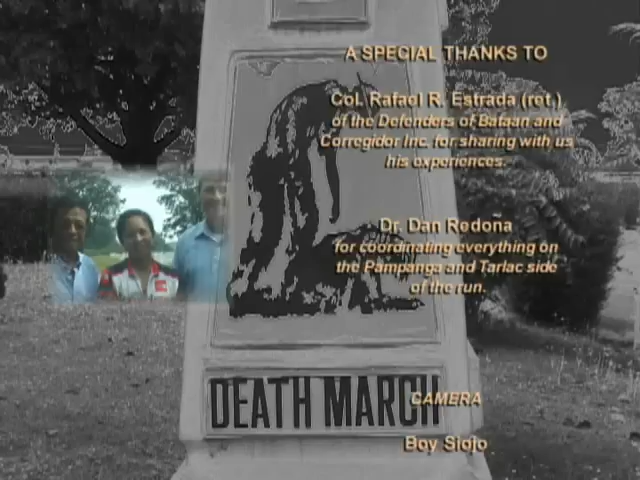 A SPECIAL THANKS TO
Col. Rafael R. Estrada (ret.)
of the Defenders of Bataan and
Corregidor Inc. for sharing with us
his experiences.
Dr. Dan Redona
for coordinating everything on
the Pampanga and Tarlac side
of the run.
DEATH MARCH
CAMERA
Boy Siojo